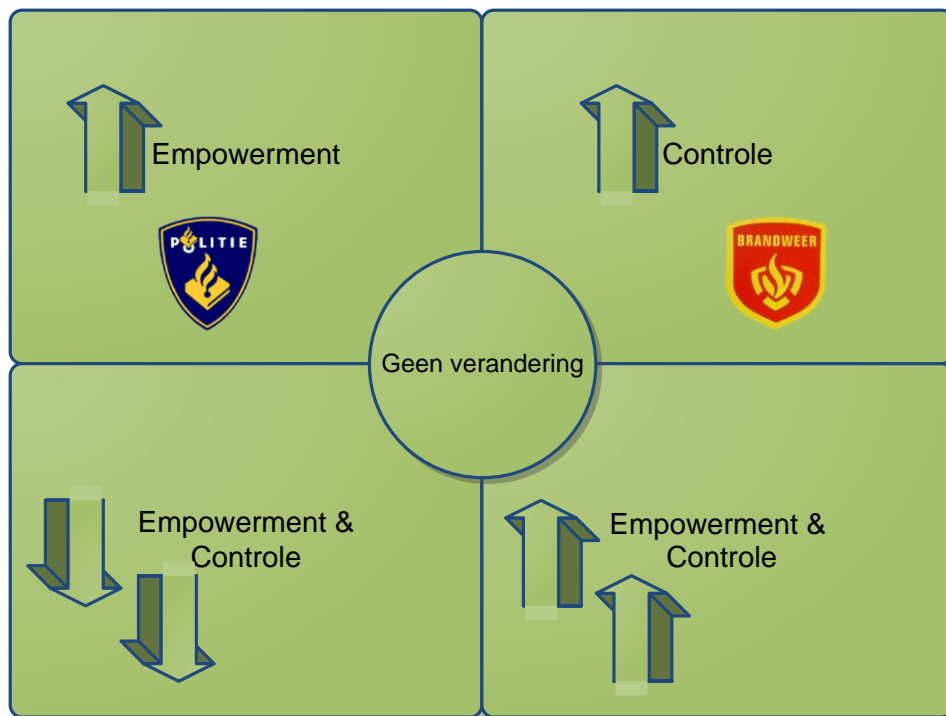 Empowerment
Controle
POLITIE
BRANDWEER
Geen verandering
Empowerment &
Controle
Empowerment &
Controle